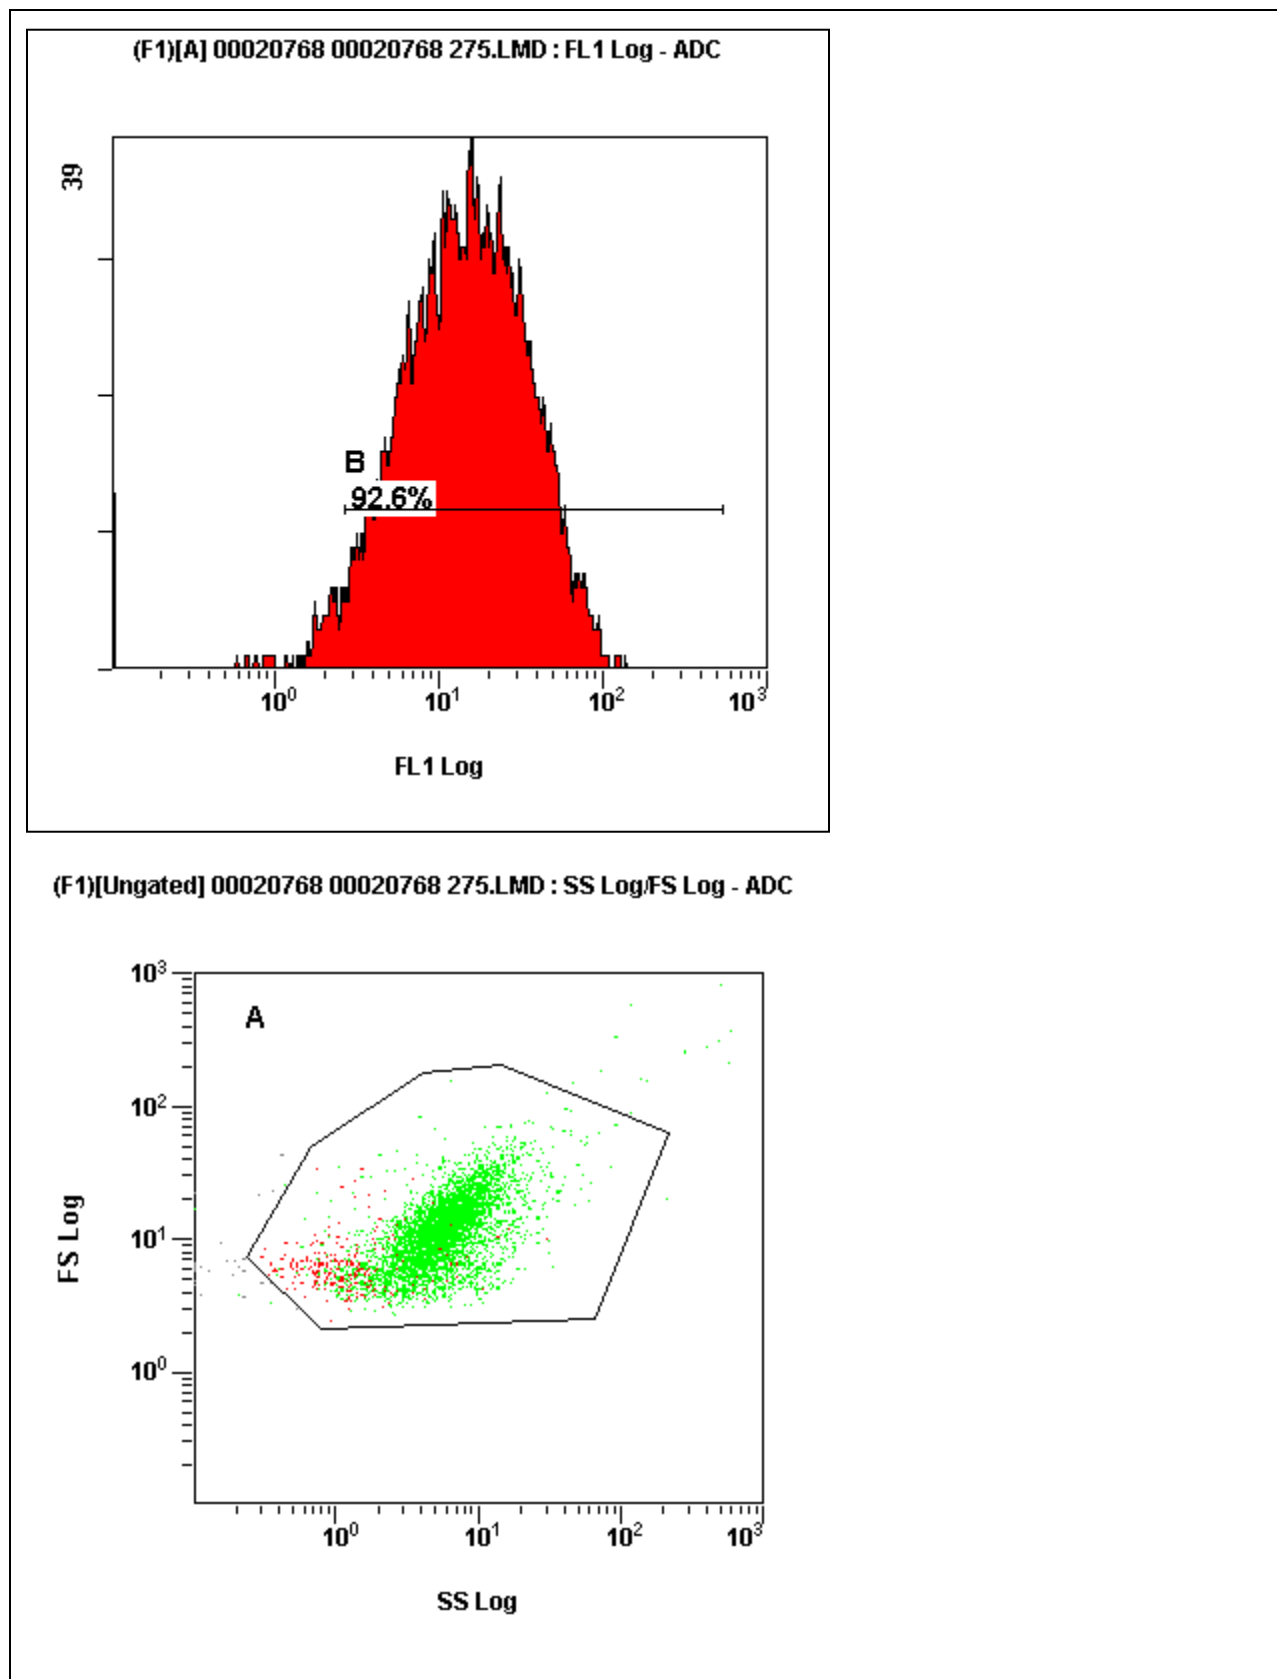 (F1)[A] 00020768 00020768 275.LMD : FL1 Log - ADC
39
B
92.6%
10⁰ 10¹ 10² 10³
FL1 Log
(F1)[Ungated] 00020768 00020768 275.LMD : SS Log/FS Log - ADC
10³
A
10²
10¹
FS Log
10⁰
10⁰ 10¹ 10² 10³
SS Log